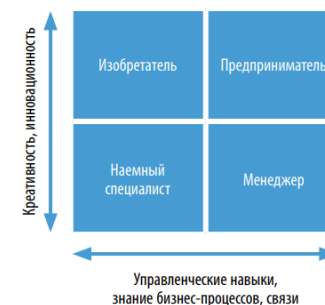 Креативность, инновационность
Изобретатель
Предприниматель
Наемный
специалист
Менеджер
Управленческие навыки,
знание бизнес-процессов, связи